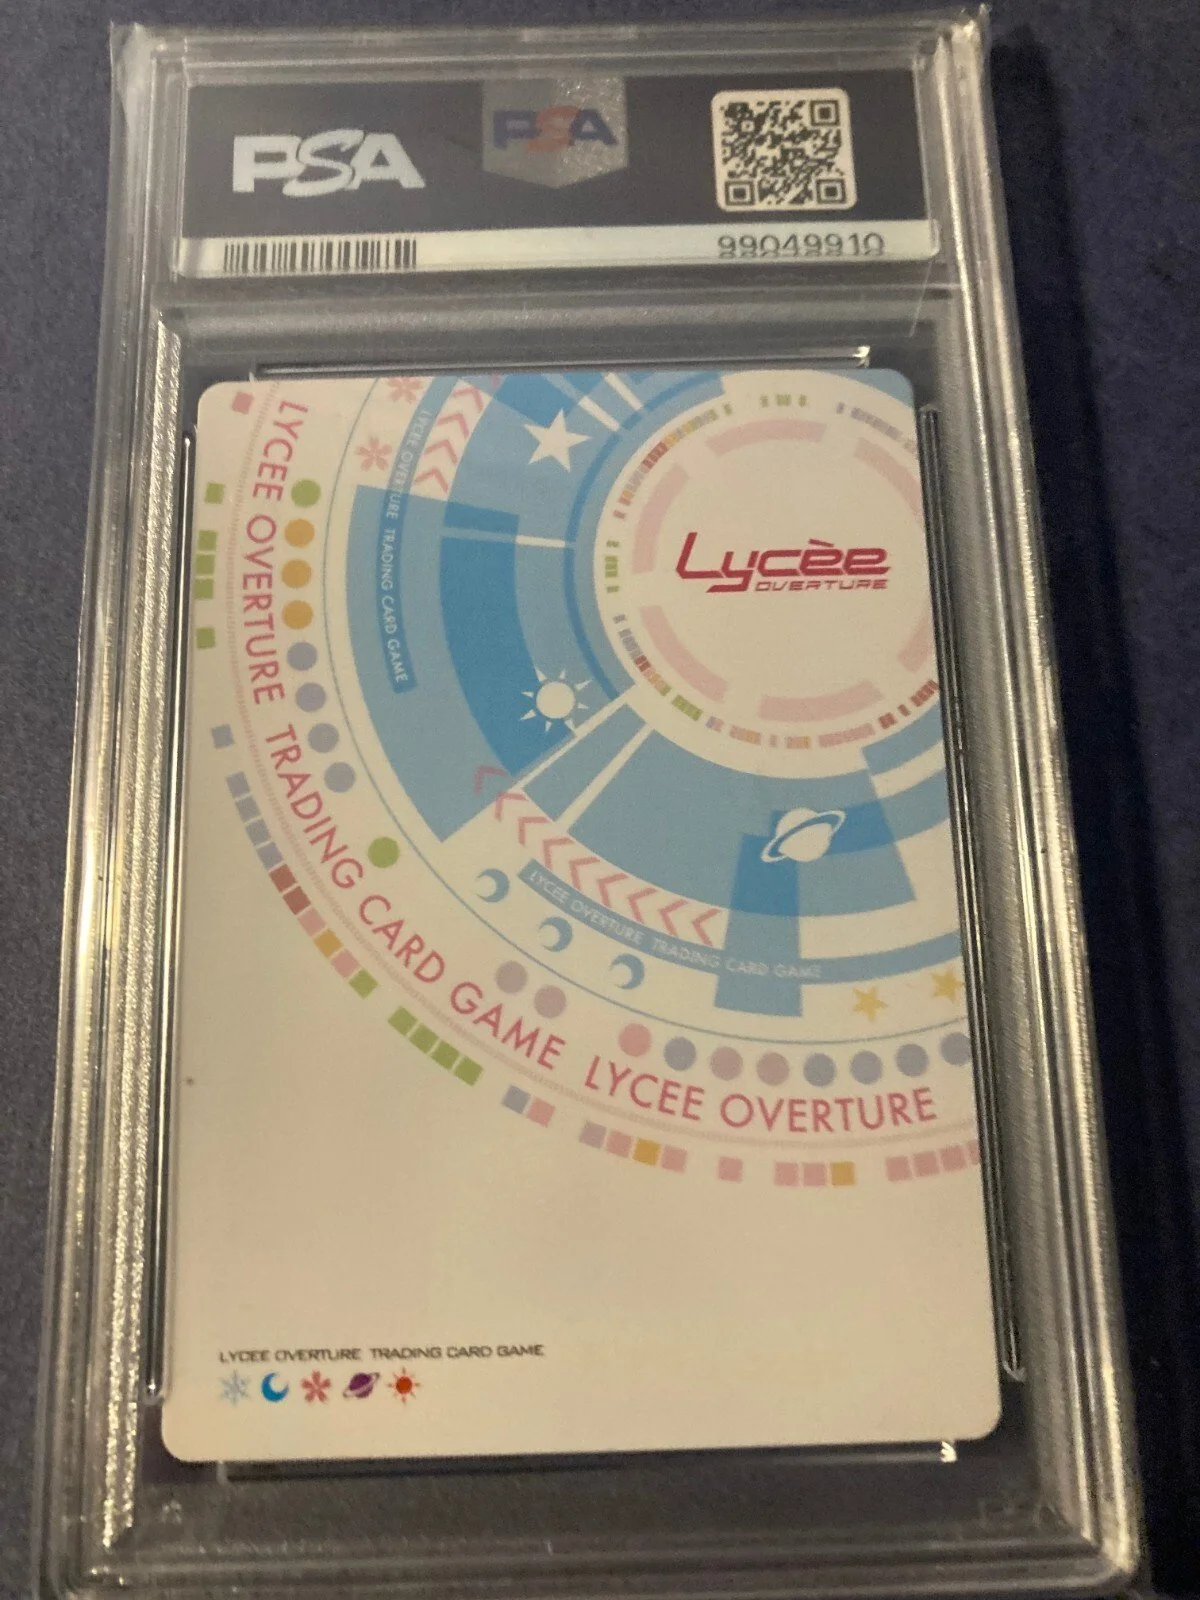 PSA
PSA
99049910
LYCEE OVERTURE TRADING CARD GAME LYCEE OVERTURE
LYCEE OVERTURE TRADING CARD GAME
Lycèe
OVERTURE
LYCEE OVERTURE TRADING CARD GAME
LYCEE OVERTURE TRADING CARD GAME